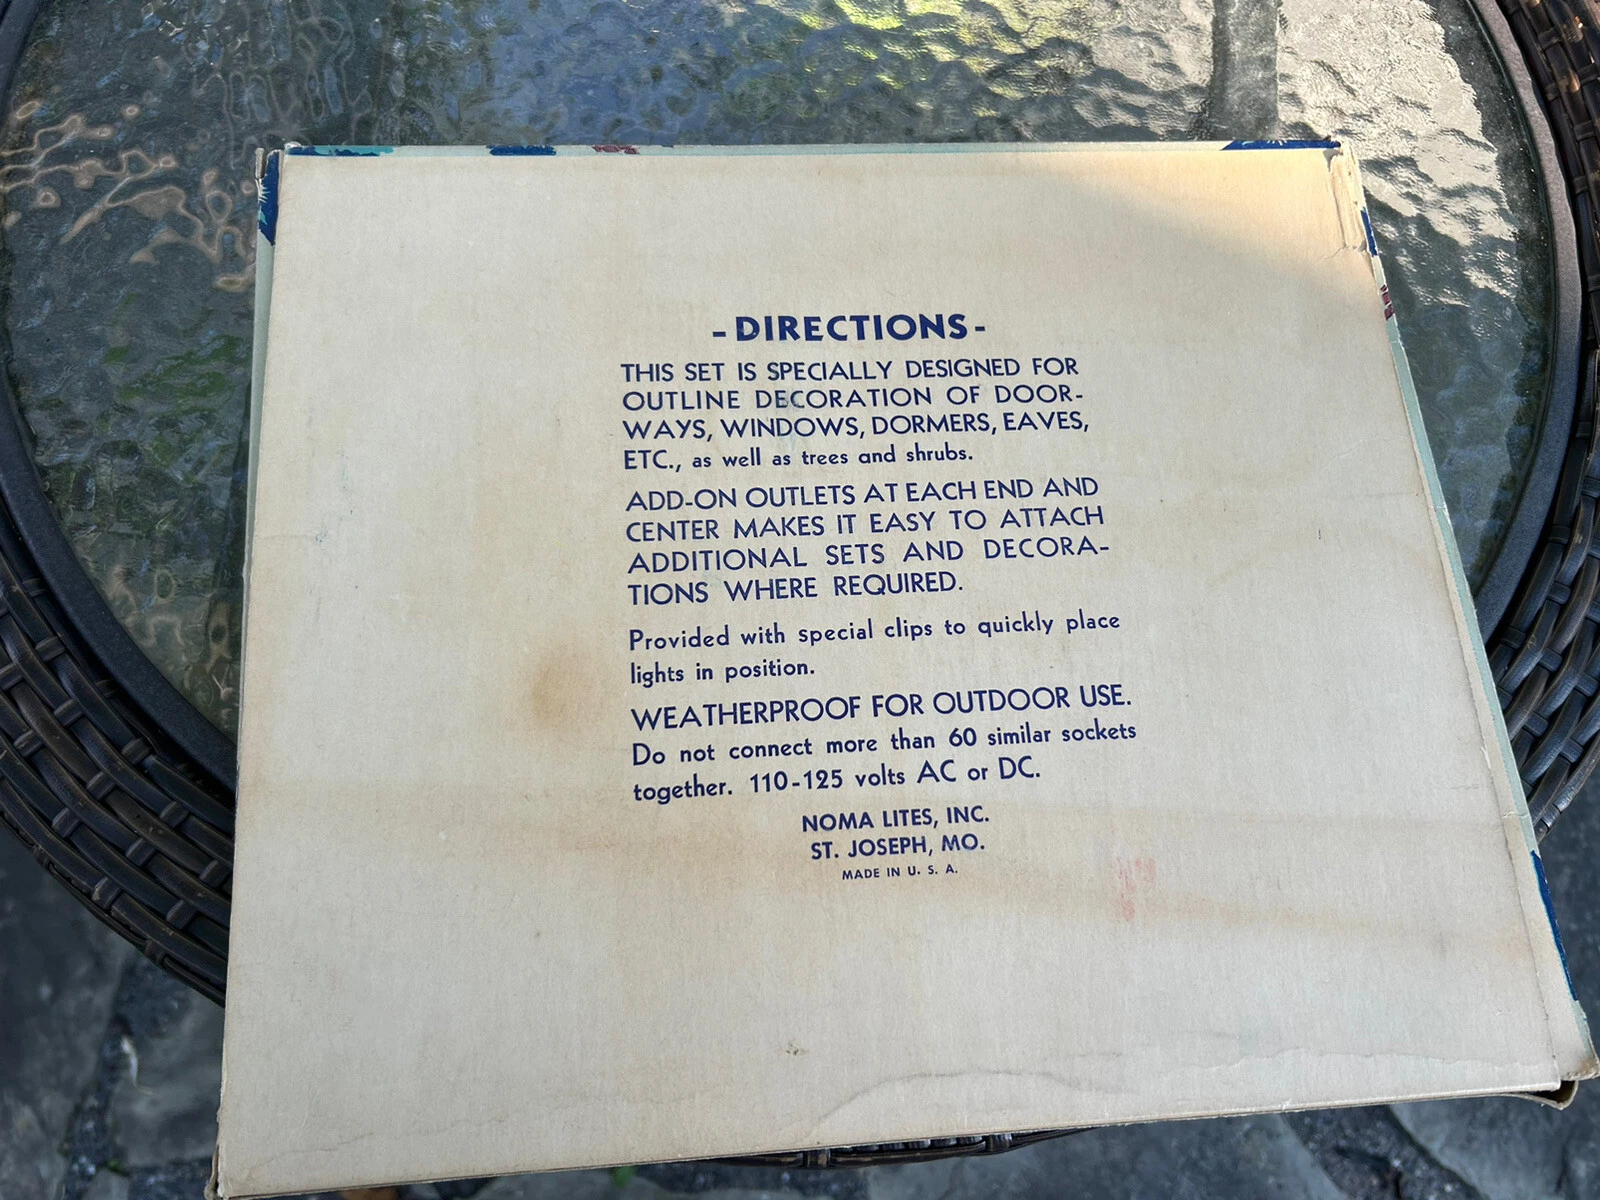 -DIRECTIONS-
THIS SET IS SPECIALLY DESIGNED FOR
OUTLINE DECORATION OF DOOR-
WAYS, WINDOWS, DORMERS, EAVES,
ETC., as well as trees and shrubs.
ADD-ON OUTLETS AT EACH END AND
CENTER MAKES IT EASY TO ATTACH
ADDITIONAL SETS AND DECORA-
TIONS WHERE REQUIRED.
Provided with special clips to quickly place
lights in position.
WEATHERPROOF FOR OUTDOOR USE.
Do not connect more than 60 similar sockets
together. 110-125 volts AC or DC.
NOMA LITES, INC.
ST. JOSEPH, MO.
MADE IN U. S. A.